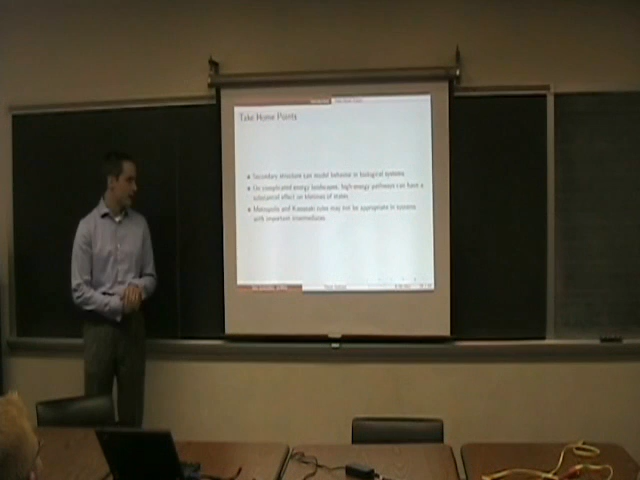 Take Home Points
Secondary structure can model behavior in biological systems
On complicated energy landscapes, high-energy pathways can have a
substantial effect on lifetimes of states
Metropolis and Kawasaki rules may not be appropriate in systems
with important intermediates